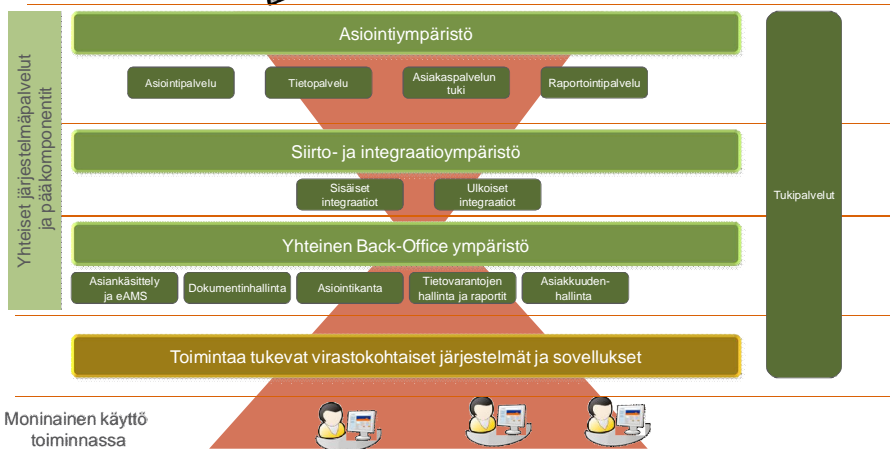 Yhteiset järjestelmäpalvelut
ja pääkomponentit
Asiointiympäristö
Asiointipalvelu
Tietopalvelu
Asiakaspalvelun
tuki
Raportointipalvelu
Siirto- ja integraatioympäristö
Sisäiset
integraatiot
Ulkoiset
integraatiot
Tukipalvelut
Yhteinen Back-Office ympäristö
Asiankäsittely
ja eAMS
Dokumentinhallinta
Asiointikanta
Tietovarantojen
hallinta ja raportit
Asiakkuuden-
hallinta
Toimintaa tukevat virastokohtaiset järjestelmät ja sovellukset
Moninainen käyttö
toiminnassa